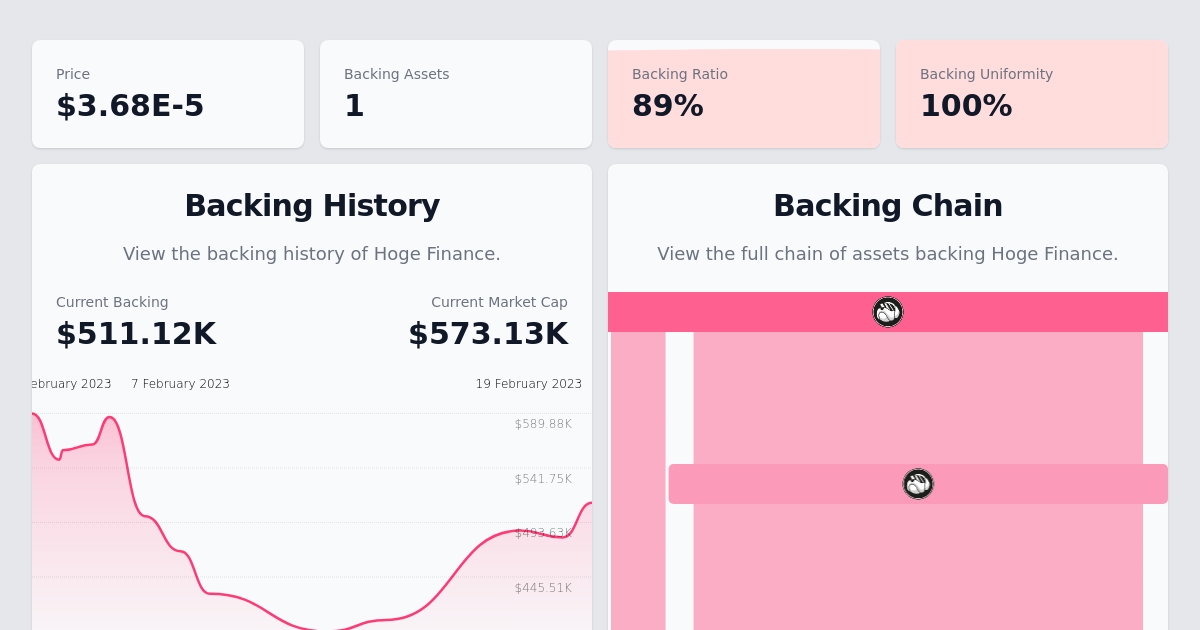 Price
$3.68E-5
Backing Assets
1
Backing Ratio
89%
Backing Uniformity
100%
Backing History
View the backing history of Hoge Finance.
Current Backing
$511.12K
Current Market Cap
$573.13K
ebruary 2023
7 February 2023
19 February 2023
$589.88K
$541.75K
$493.63K
$445.51K
Backing Chain
View the full chain of assets backing Hoge Finance.